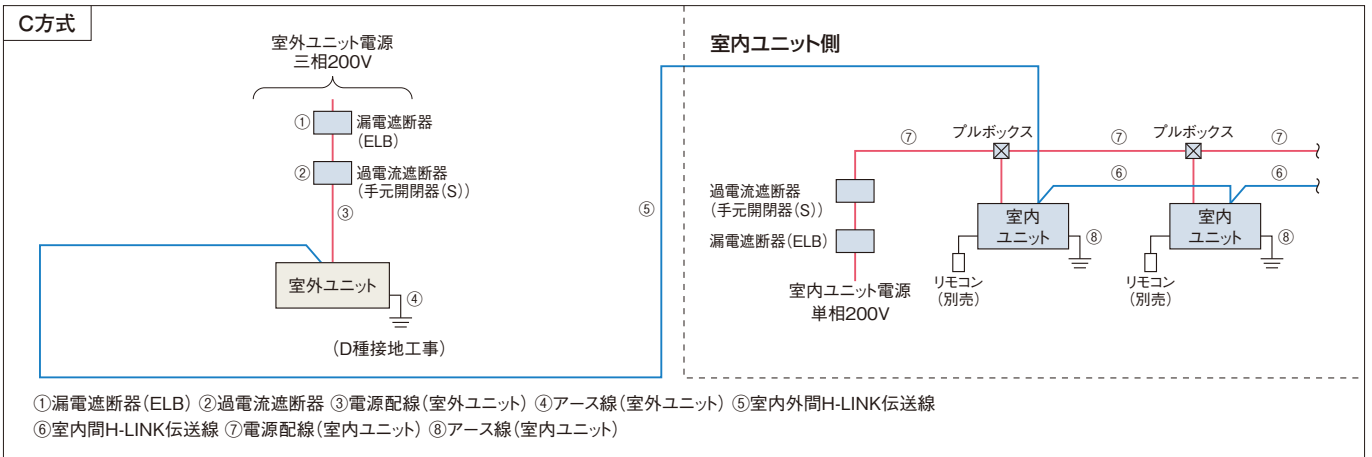 C方式
室外ユニット電源
三相200V
①
漏電遮断器
(ELB)
②
過電流遮断器
(手元開閉器(S))
③
室外ユニット
④
(D種接地工事)
⑤
室内ユニット側
⑦
プルボックス
⑦
プルボックス
⑦
過電流遮断器
(手元開閉器(S))
漏電遮断器(ELB)
室内ユニット電源
単相200V
⑥
⑥
室内
ユニット
⑧
リモコン
(別売)
室内
ユニット
⑧
リモコン
(別売)
①漏電遮断器(ELB) ②過電流遮断器 ③電源配線(室外ユニット) ④アース線(室外ユニット) ⑤室内外間H-LINK伝送線
⑥室内間H-LINK伝送線 ⑦電源配線(室内ユニット) ⑧アース線(室内ユニット)